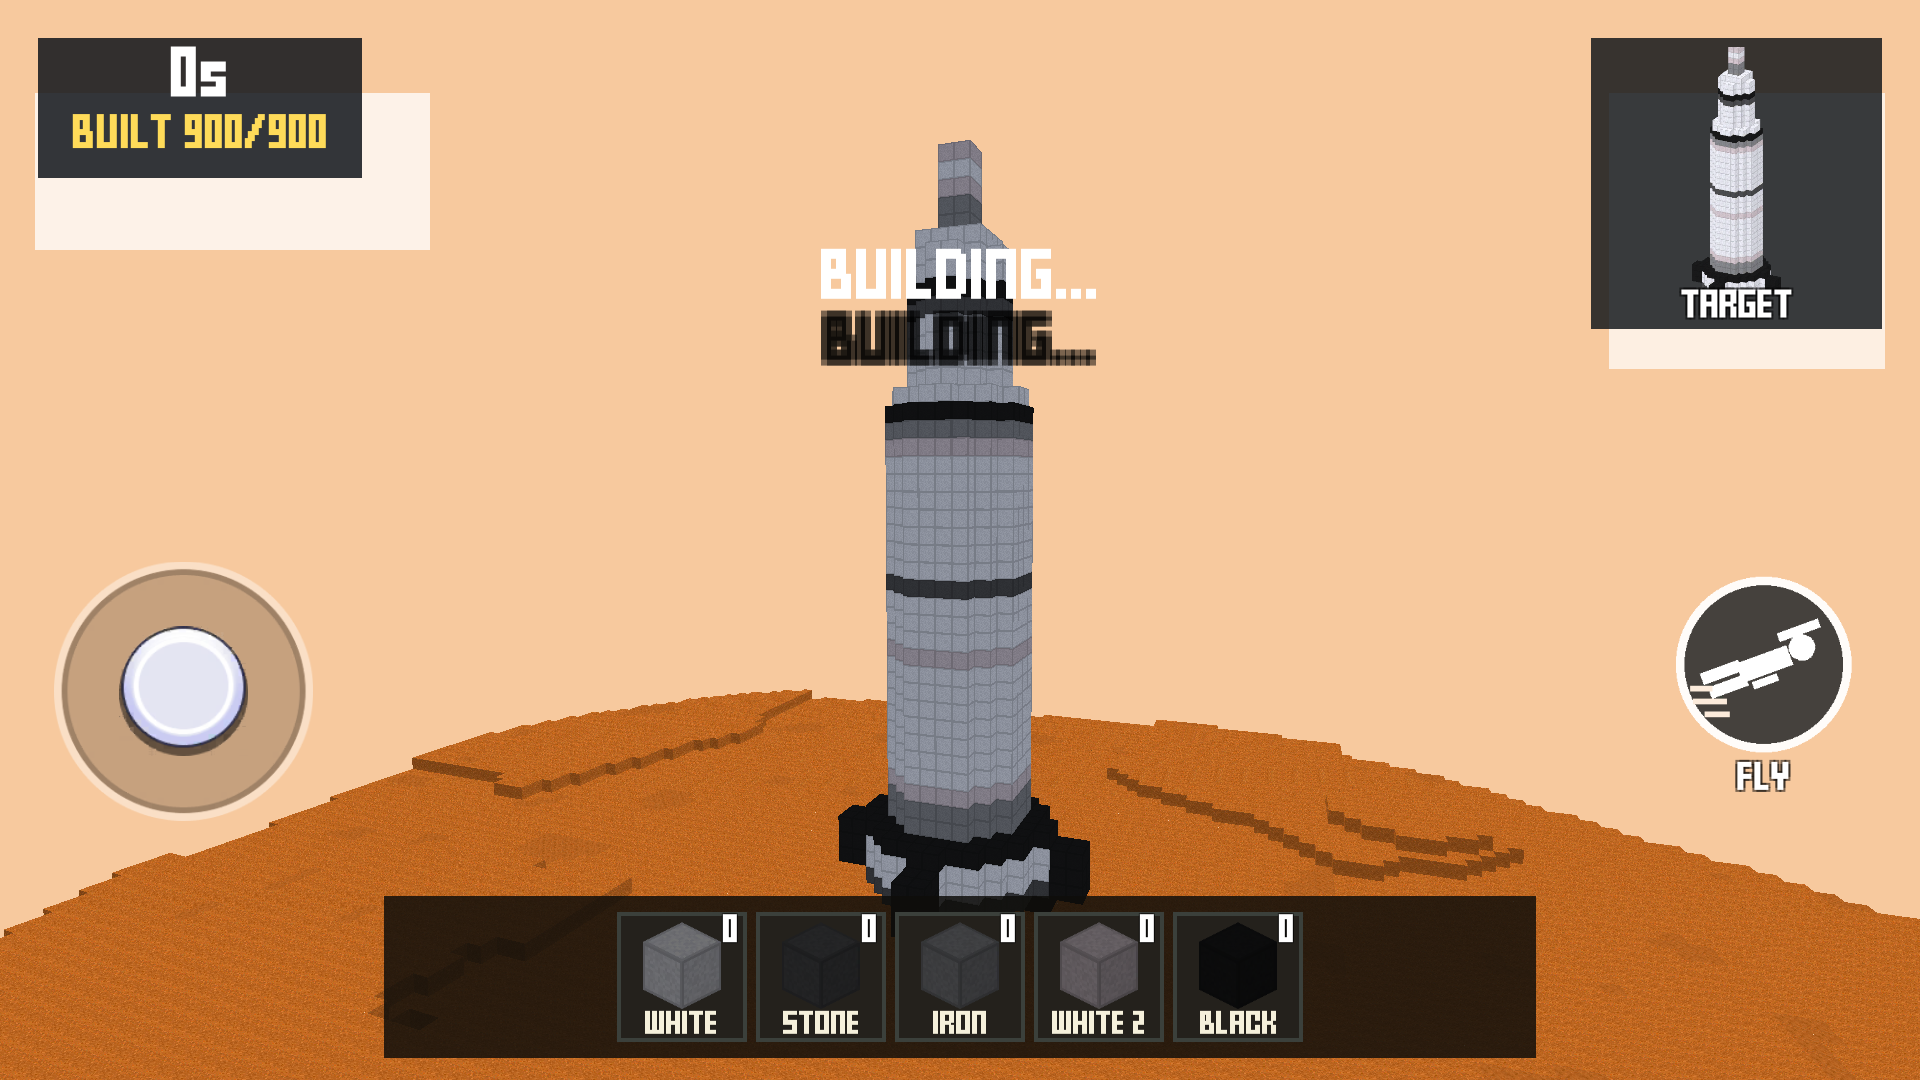 0s
BUILT 900/900
TARGET
BUILDING...
BUILDING...
FLY
0 0 0 0 0
WHITE STONE IRON WHITE 2 BLACK